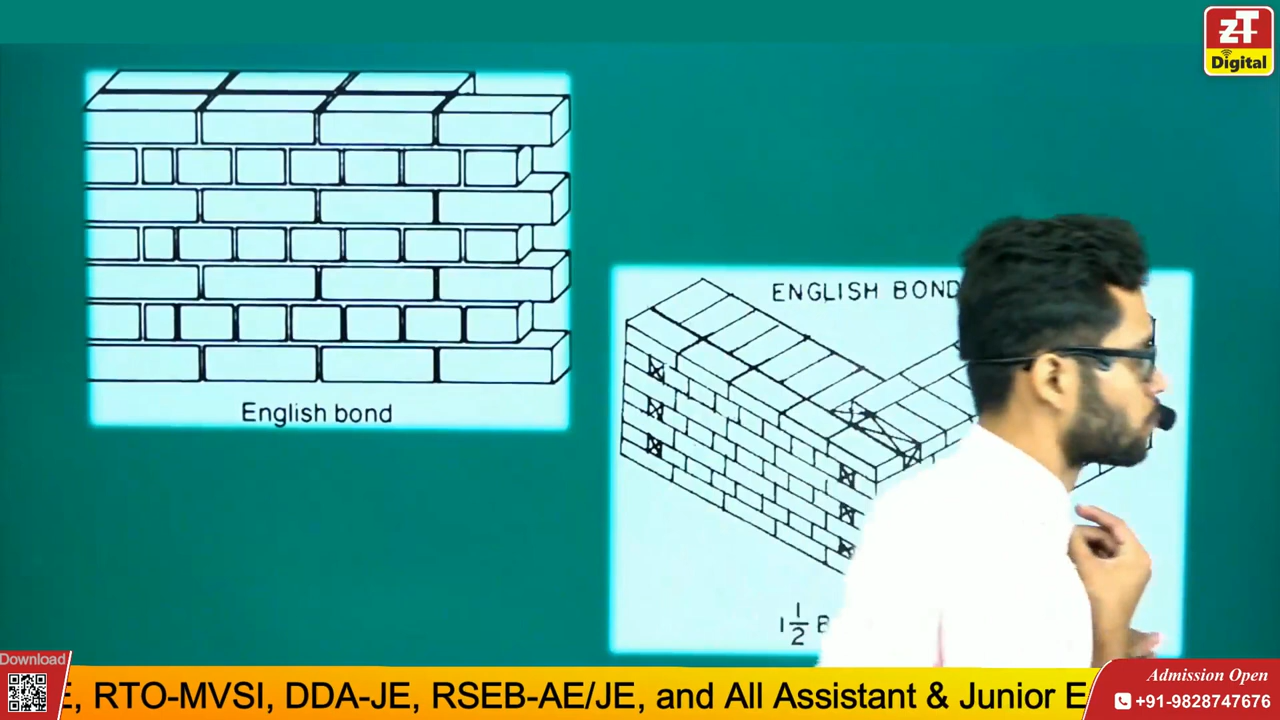 zT
Digital
English bond
ENGLISH BOND
1 1/2 B
Download
E, RTO-MVSI, DDA-JE, RSEB-AE/JE, and All Assistant & Junior E
Admission Open
+91-9828747676